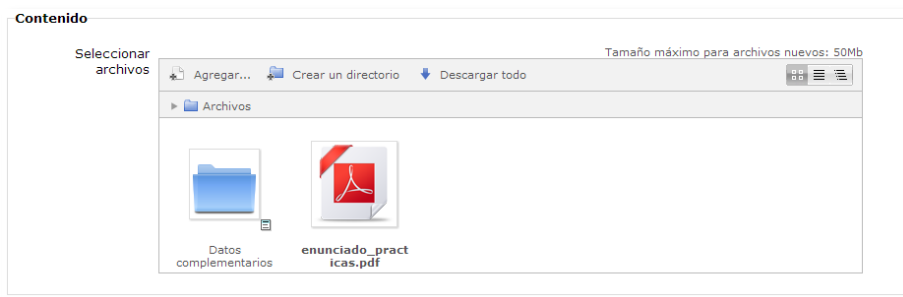 Contenido
Seleccionar
archivos
Tamaño máximo para archivos nuevos: 50Mb
Agregar... Crear un directorio Descargar todo
Archivos
Datos
complementarios
enunciado_pract
icas.pdf